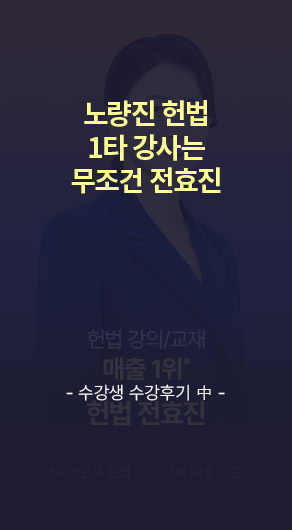 노량진 헌법
1타 강사는
무조건 전효진
헌법 강의/교재
매출 1위*
- 수강생 수강후기 中 -
헌법 전효진